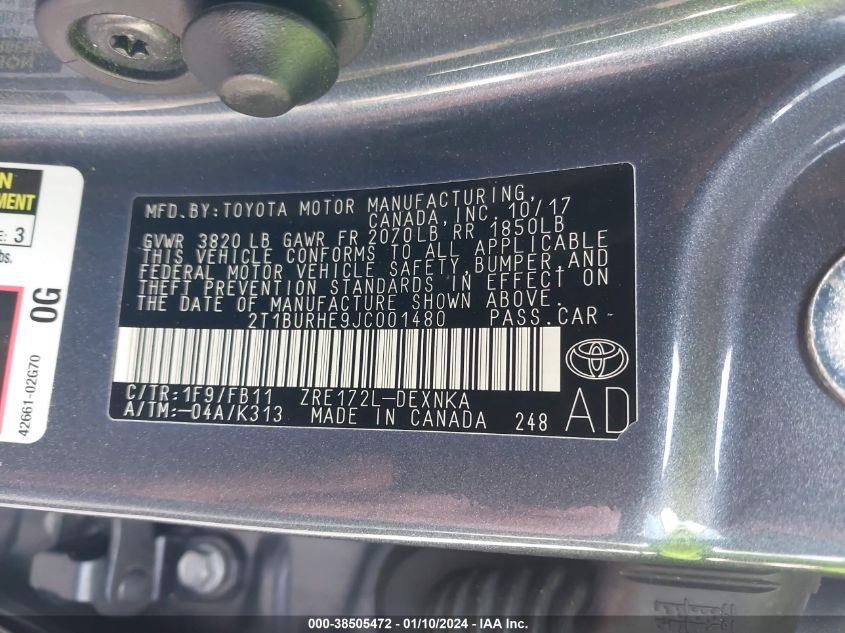 MFD. BY: TOYOTA MOTOR MANUFACTURING,
CANADA, INC. 10/17
GVWR 3820 LB GAWR FR 2070LB RR 1850LB
THIS VEHICLE CONFORMS TO ALL APPLICABLE
FEDERAL MOTOR VEHICLE SAFETY, BUMPER, AND
THEFT PREVENTION STANDARDS IN EFFECT ON
THE DATE OF MANUFACTURE SHOWN ABOVE.
2T1BURHE9JC001480 PASS. CAR
C/TR: 1F9/FB11 ZRE172L-DEXNKA
A/TM: -04A/K313 MADE IN CANADA 248 AD
3
0G
42661-02G70
000-38505472 - 01/10/2024 - IAA Inc.